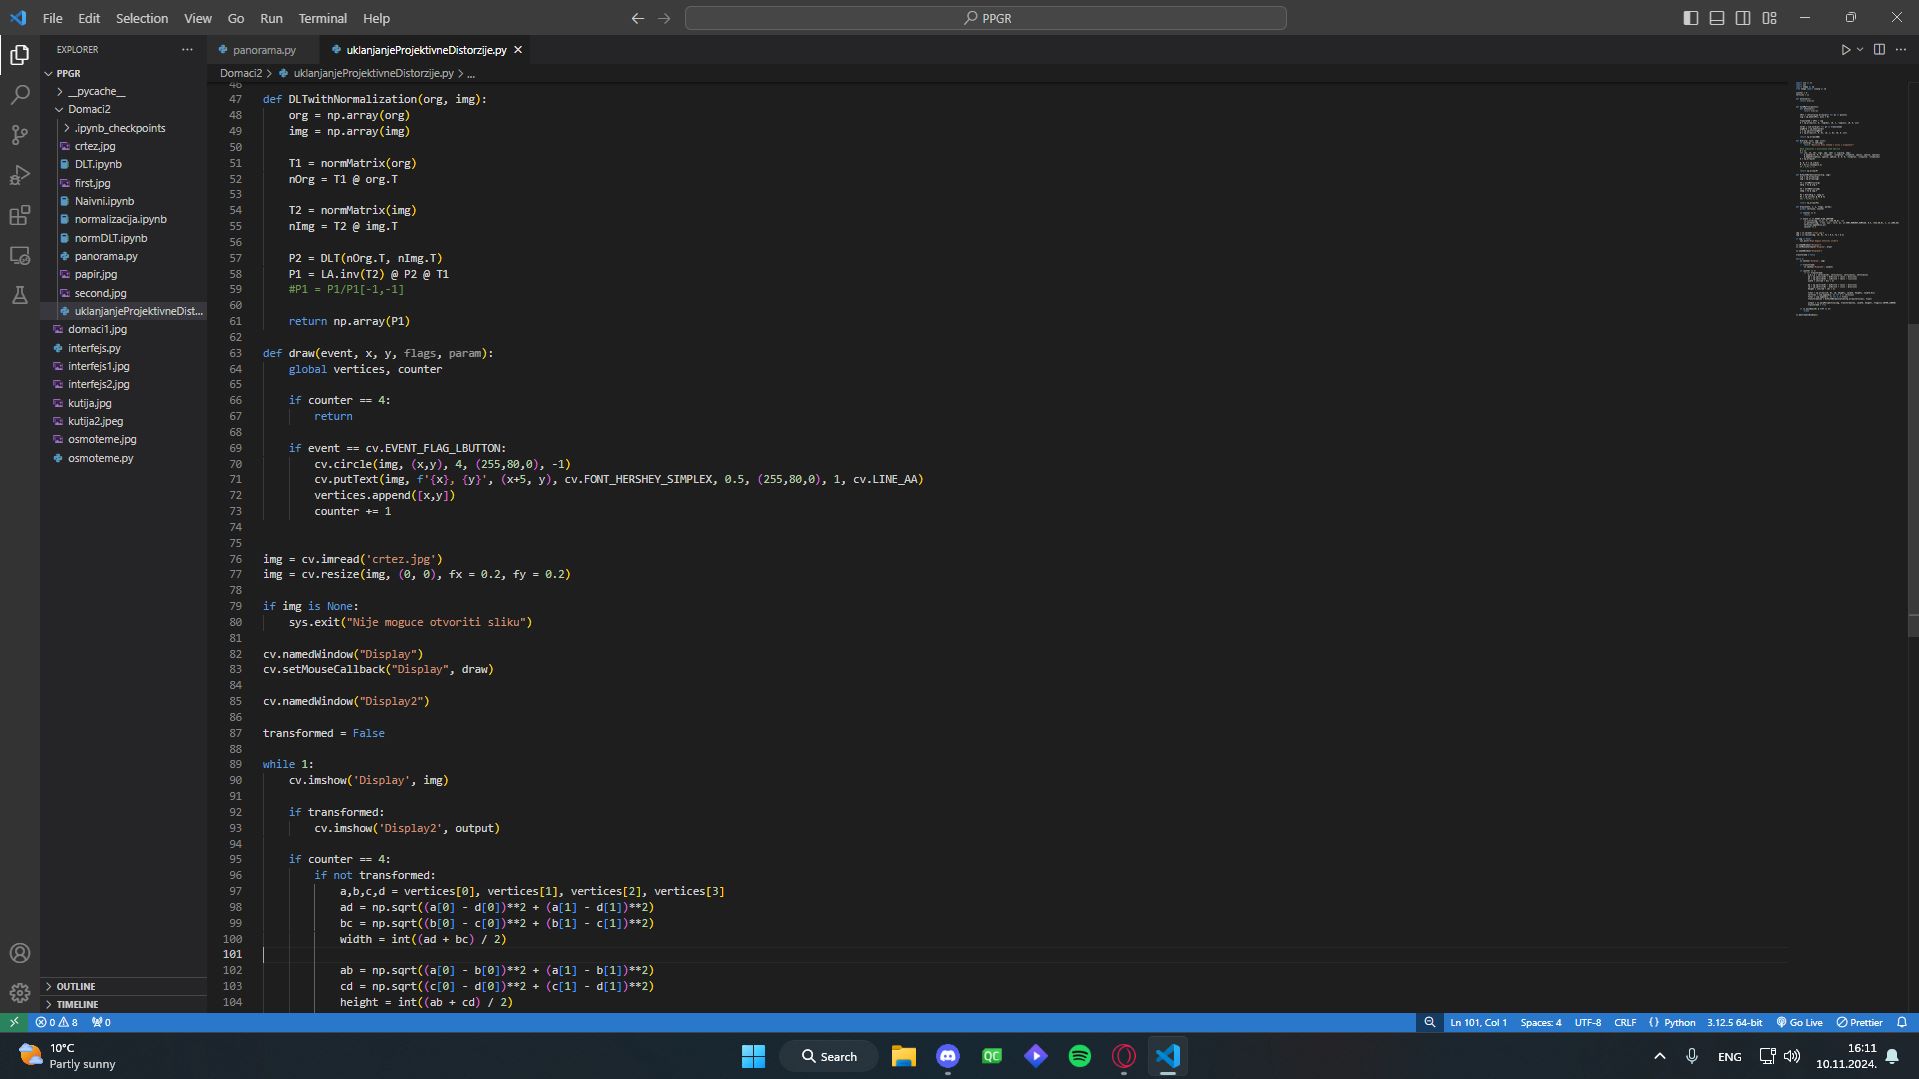 File Edit Selection View Go Run Terminal Help
PPGR
EXPLORER
panorama.py
uklanjanjeProjektivneDistorzije.py
Domaci2 > uklanjanjeProjektivneDistorzije.py > ...
PPGR
__pycache__
Domaci2
.ipynb_checkpoints
crtez.jpg
DLT.ipynb
first.jpg
Naivni.ipynb
normalizacija.ipynb
normDLT.ipynb
panorama.py
papir.jpg
second.jpg
uklanjanjeProjektivneDist...
domaci1.jpg
interfejs.py
interfejs1.jpg
interfejs2.jpg
kutija.jpg
kutija2.jpeg
osmoteme.jpg
osmoteme.py
OUTLINE
TIMELINE
46
47 def DLTwithNormalization(org, img):
48 org = np.array(org)
49 img = np.array(img)
50
51 T1 = normMatrix(org)
52 nOrg = T1 @ org.T
53
54 T2 = normMatrix(img)
55 nImg = T2 @ img.T
56
57 P2 = DLT(nOrg.T, nImg.T)
58 P1 = LA.inv(T2) @ P2 @ T1
59 #P1 = P1/P1[-1,-1]
60
61 return np.array(P1)
62
63 def draw(event, x, y, flags, param):
64 global vertices, counter
65
66 if counter == 4:
67 return
68
69 if event == cv.EVENT_FLAG_LBUTTON:
70 cv.circle(img, (x,y), 4, (255,80,0), -1)
71 cv.putText(img, f'{x}, {y}', (x+5, y), cv.FONT_HERSHEY_SIMPLEX, 0.5, (255,80,0), 1, cv.LINE_AA)
72 vertices.append([x,y])
73 counter += 1
74
75
76 img = cv.imread('crtez.jpg')
77 img = cv.resize(img, (0, 0), fx = 0.2, fy = 0.2)
78
79 if img is None:
80 sys.exit("Nije moguce otvoriti sliku")
81
82 cv.namedWindow("Display")
83 cv.setMouseCallback("Display", draw)
84
85 cv.namedWindow("Display2")
86
87 transformed = False
88
89 while 1:
90 cv.imshow('Display', img)
91
92 if transformed:
93 cv.imshow('Display2', output)
94
95 if counter == 4:
96 if not transformed:
97 a,b,c,d = vertices[0], vertices[1], vertices[2], vertices[3]
98 ad = np.sqrt((a[0] - d[0])**2 + (a[1] - d[1])**2)
99 bc = np.sqrt((b[0] - c[0])**2 + (b[1] - c[1])**2)
100 width = int((ad + bc) / 2)
101
102 ab = np.sqrt((a[0] - b[0])**2 + (a[1] - b[1])**2)
103 cd = np.sqrt((c[0] - d[0])**2 + (c[1] - d[1])**2)
104 height = int((ab + cd) / 2)
0 8 0
Ln 101, Col 1 Spaces: 4 UTF-8 CRLF {} Python 3.12.5 64-bit Go Live Prettier
10°C
Partly sunny
Search
QC
ENG
16:11
10.11.2024.